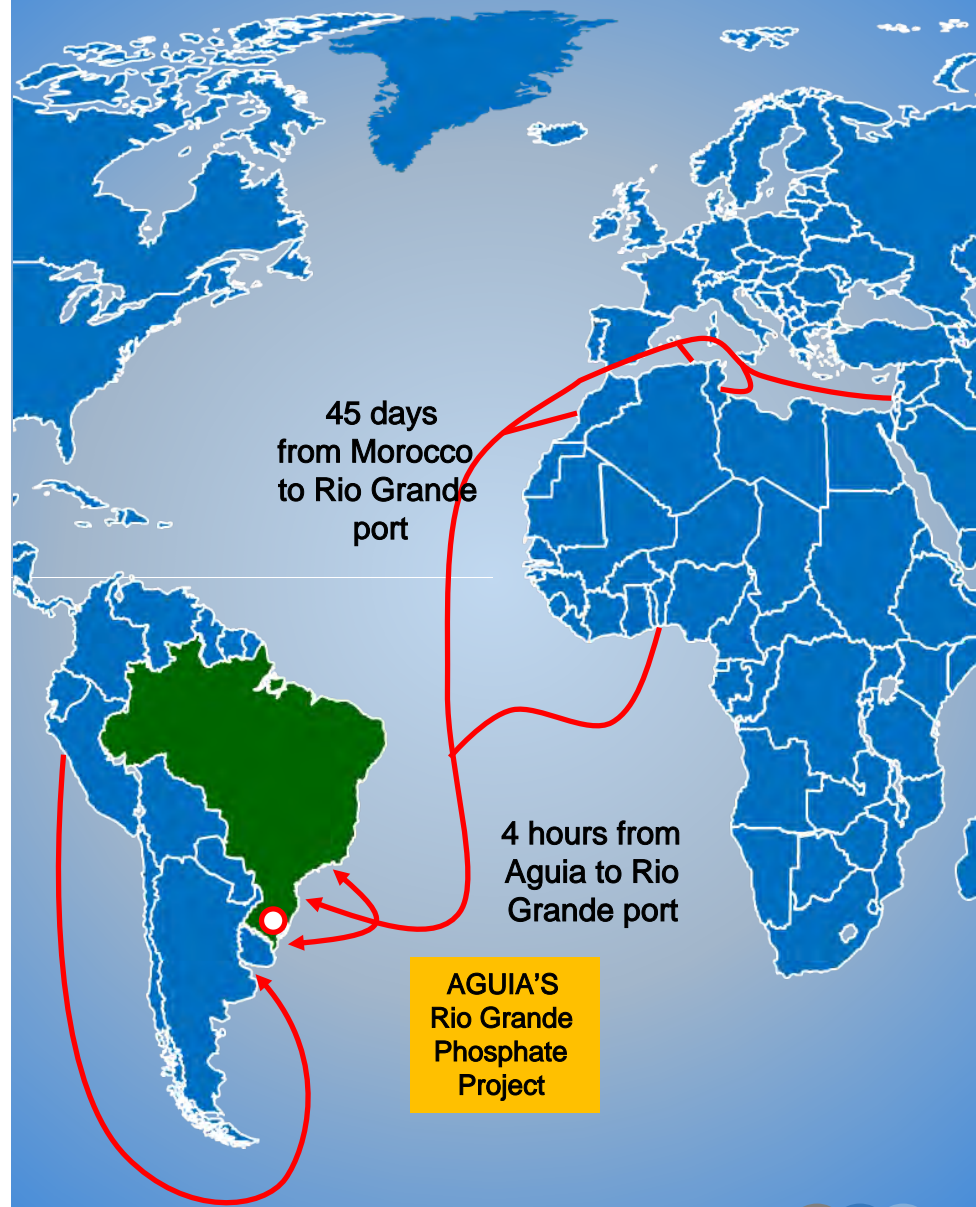 45 days
from Morocco
to Rio Grande
port
4 hours from
Aguia to Rio
Grande port
AGUIA’S
Rio Grande
Phosphate
Project